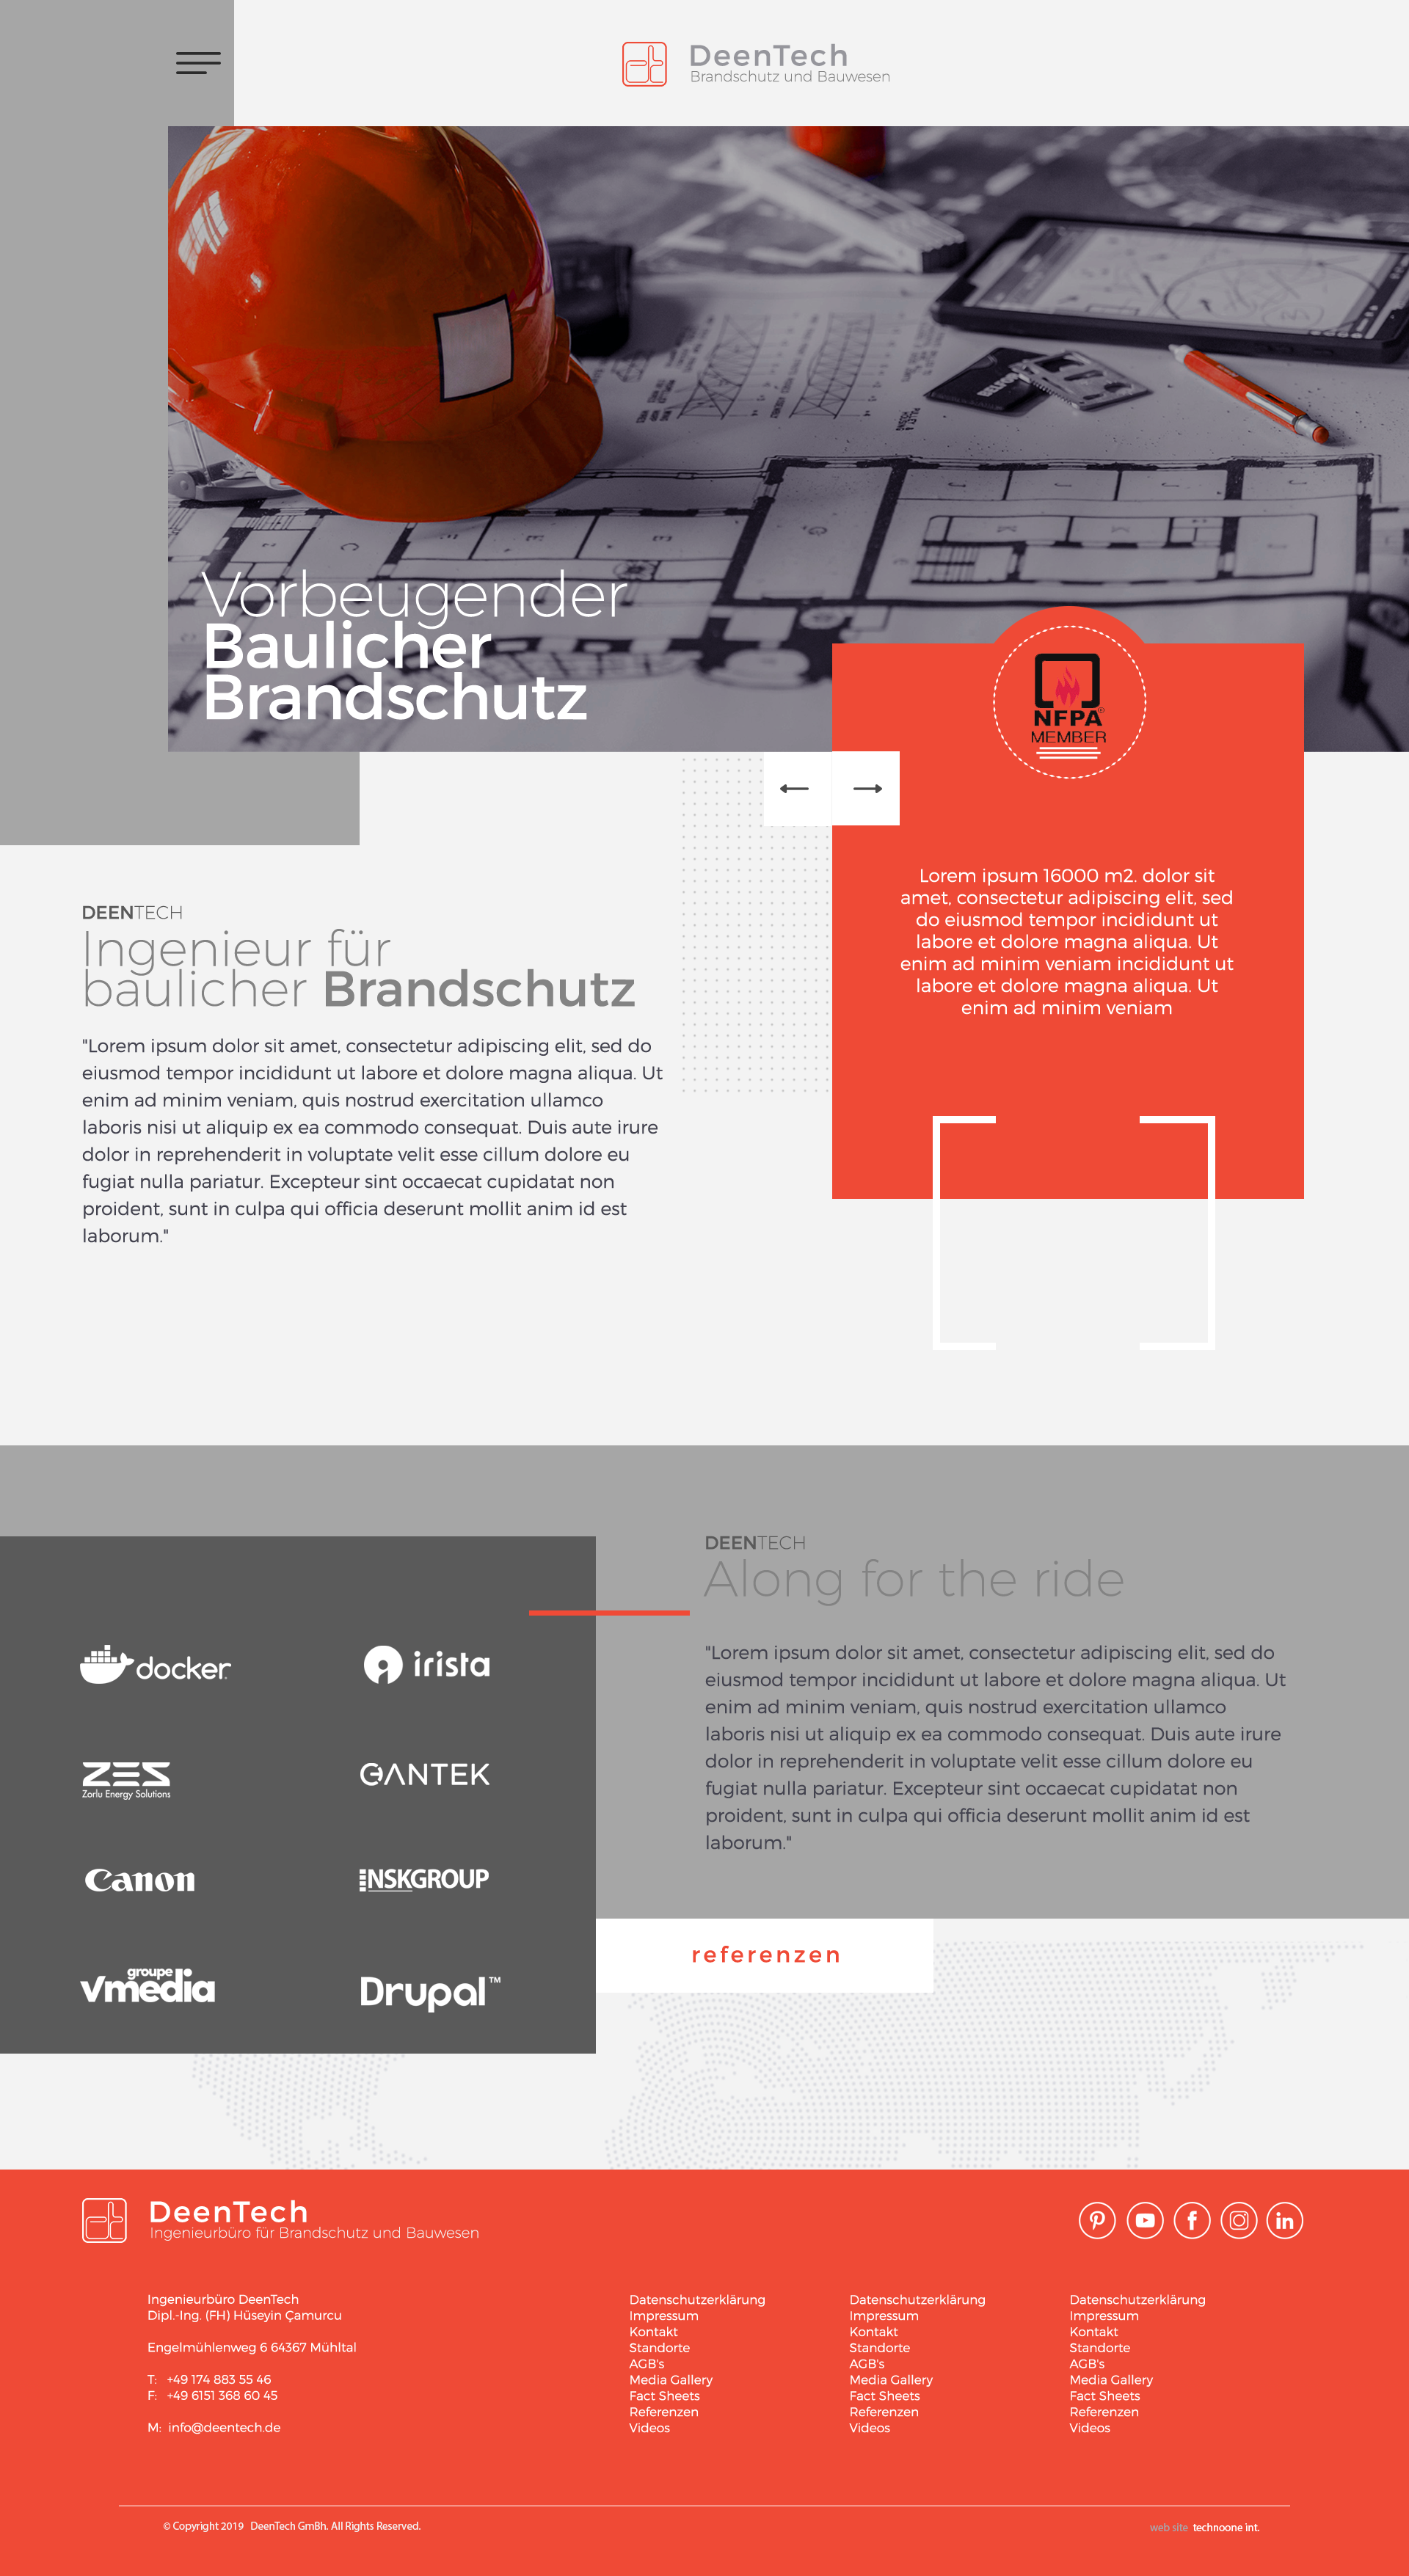 DeenTech
Brandschutz und Bauwesen
Vorbeugender
Baulicher
Brandschutz
NFPA®
MEMBER
Lorem ipsum 16000 m2. dolor sit
amet, consectetur adipiscing elit, sed
do eiusmod tempor incididunt ut
labore et dolore magna aliqua. Ut
enim ad minim veniam incididunt ut
labore et dolore magna aliqua. Ut
enim ad minim veniam
DEENTECH
Ingenieur für
baulicher Brandschutz
"Lorem ipsum dolor sit amet, consectetur adipiscing elit, sed do
eiusmod tempor incididunt ut labore et dolore magna aliqua. Ut
enim ad minim veniam, quis nostrud exercitation ullamco
laboris nisi ut aliquip ex ea commodo consequat. Duis aute irure
dolor in reprehenderit in voluptate velit esse cillum dolore eu
fugiat nulla pariatur. Excepteur sint occaecat cupidatat non
proident, sunt in culpa qui officia deserunt mollit anim id est
laborum."
DEENTECH
Along for the ride
"Lorem ipsum dolor sit amet, consectetur adipiscing elit, sed do
eiusmod tempor incididunt ut labore et dolore magna aliqua. Ut
enim ad minim veniam, quis nostrud exercitation ullamco
laboris nisi ut aliquip ex ea commodo consequat. Duis aute irure
dolor in reprehenderit in voluptate velit esse cillum dolore eu
fugiat nulla pariatur. Excepteur sint occaecat cupidatat non
proident, sunt in culpa qui officia deserunt mollit anim id est
laborum."
docker
irista
ZES
Zorlu Energy Solutions
GANTEK
Canon
NSKGROUP
groupe
vmedia
Drupal™
referenzen
DeenTech
Ingenieurbüro für Brandschutz und Bauwesen
Ingenieurbüro DeenTech
Dipl.-Ing. (FH) Hüseyin Çamurcu
Engelmühlenweg 6 64367 Mühltal
T: +49 174 883 55 46
F: +49 6151 368 60 45
M: info@deentech.de
Datenschutzerklärung
Impressum
Kontakt
Standorte
AGB's
Media Gallery
Fact Sheets
Referenzen
Videos
Datenschutzerklärung
Impressum
Kontakt
Standorte
AGB's
Media Gallery
Fact Sheets
Referenzen
Videos
Datenschutzerklärung
Impressum
Kontakt
Standorte
AGB's
Media Gallery
Fact Sheets
Referenzen
Videos
© Copyright 2019 DeenTech GmBh. All Rights Reserved.
web site technoone int.